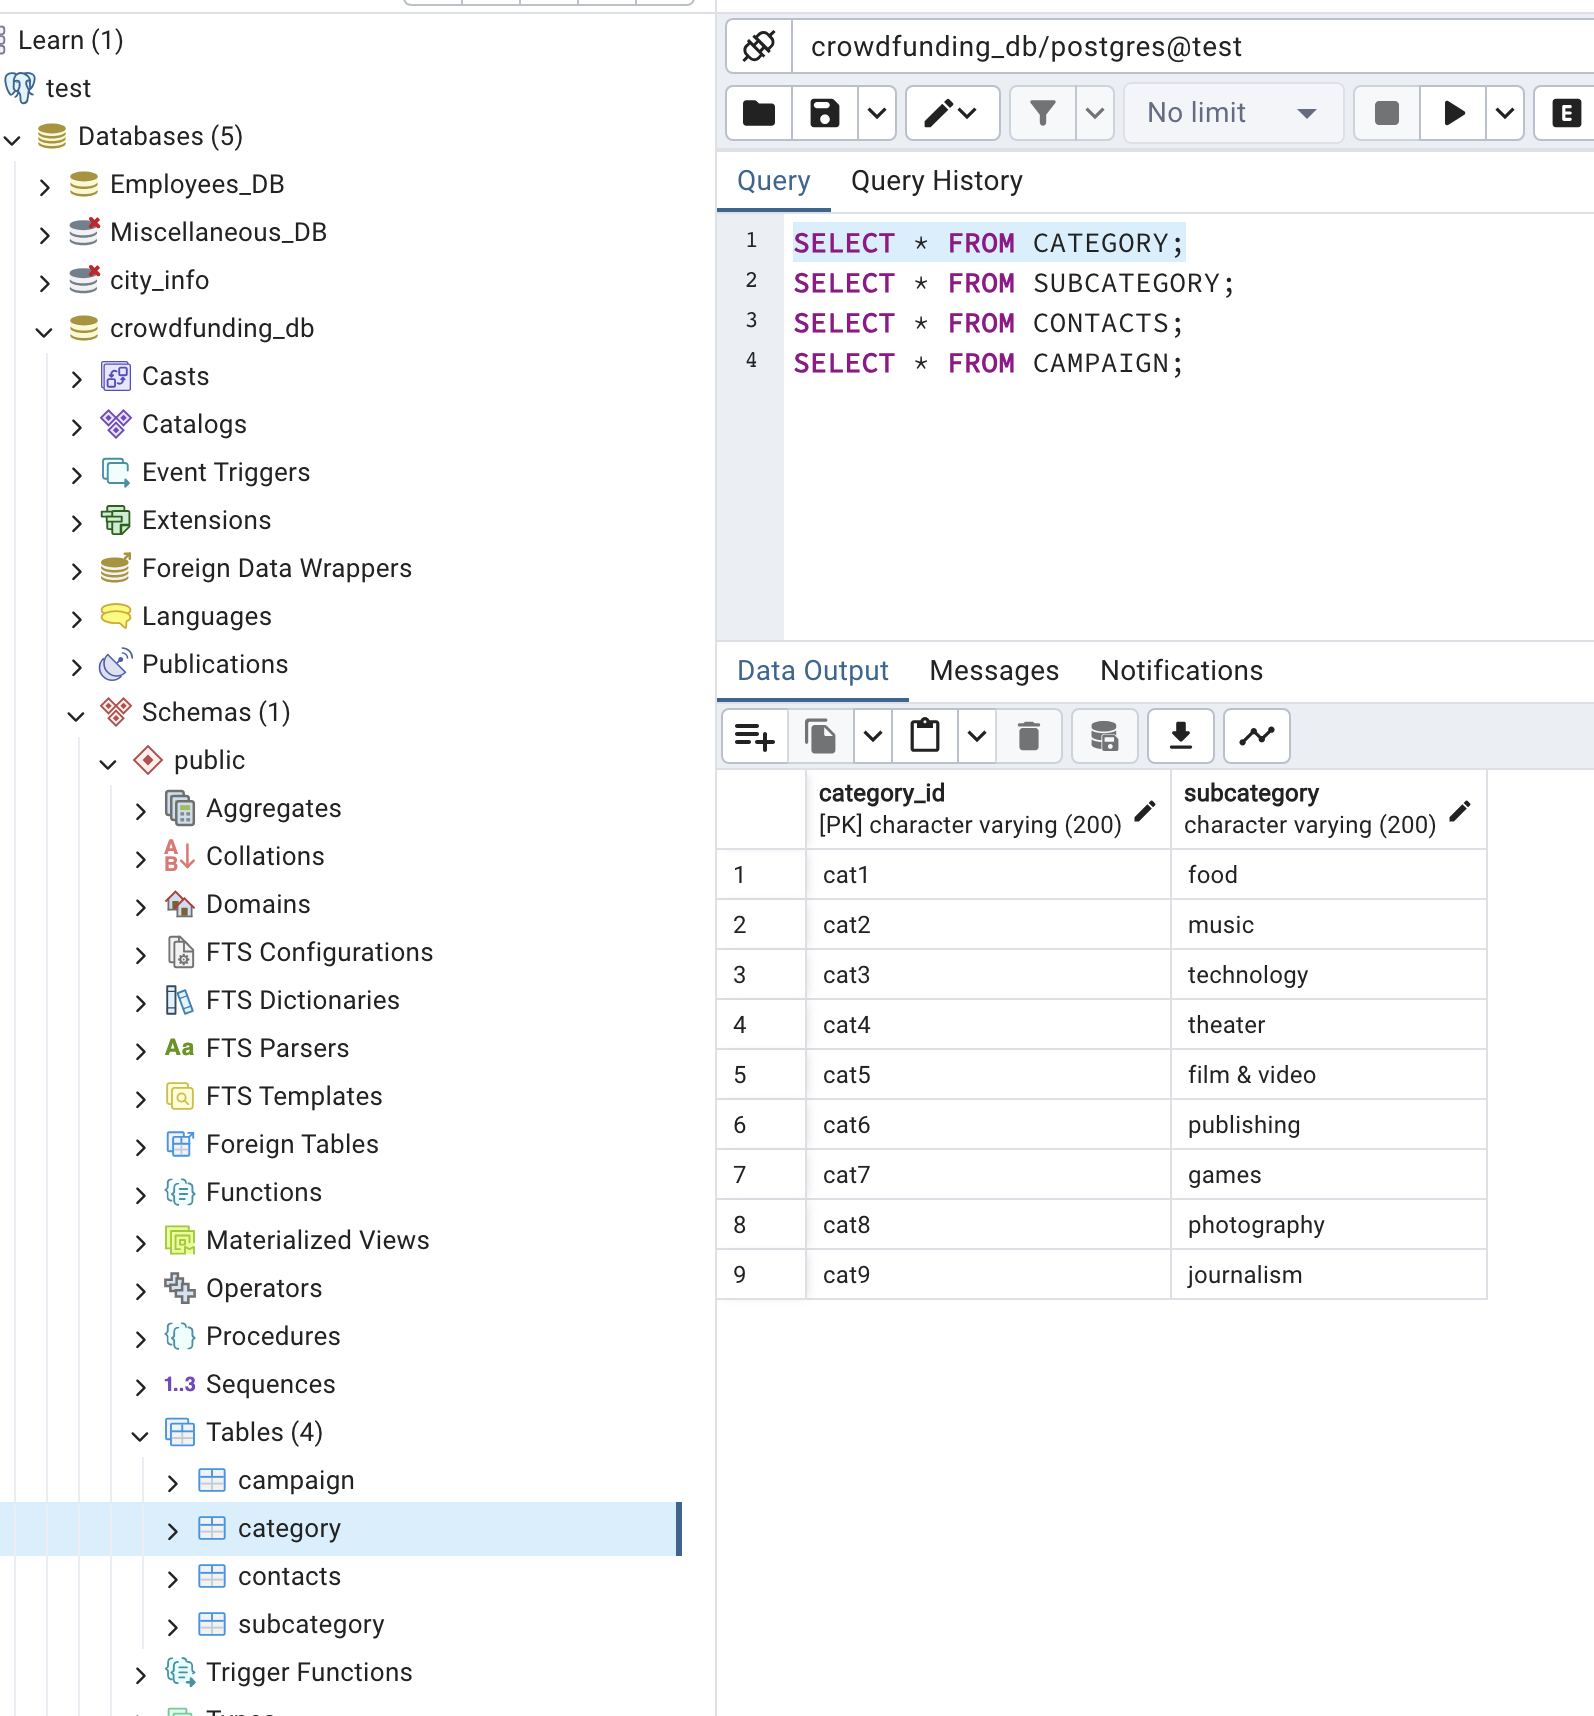 Learn (1)
test
Databases (5)
Employees_DB
Miscellaneous_DB
city_info
crowdfunding_db
Casts
Catalogs
Event Triggers
Extensions
Foreign Data Wrappers
Languages
Publications
Schemas (1)
public
Aggregates
Collations
Domains
FTS Configurations
FTS Dictionaries
Aa FTS Parsers
FTS Templates
Foreign Tables
Functions
Materialized Views
Operators
Procedures
1..3 Sequences
Tables (4)
campaign
category
contacts
subcategory
Trigger Functions
crowdfunding_db/postgres@test
No limit
E
Query Query History
1 SELECT * FROM CATEGORY;
2 SELECT * FROM SUBCATEGORY;
3 SELECT * FROM CONTACTS;
4 SELECT * FROM CAMPAIGN;
Data Output Messages Notifications
category_id subcategory
[PK] character varying (200) character varying (200)
1 cat1 food
2 cat2 music
3 cat3 technology
4 cat4 theater
5 cat5 film & video
6 cat6 publishing
7 cat7 games
8 cat8 photography
9 cat9 journalism